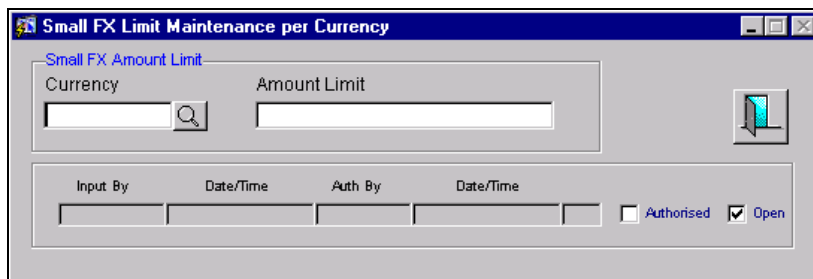 Small FX Limit Maintenance per Currency
Small FX Amount Limit
Currency Amount Limit
Input By Date/Time Auth By Date/Time
Authorised Open